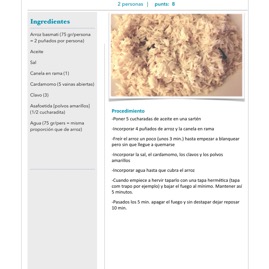 2 personas | punts: 8
Ingredientes
Arroz basmati (75 gr/persona
= 2 puñados por persona)
Aceite
Sal
Canela en rama (1)
Cardamomo (5 vainas abiertas)
Clavo (3)
Asafoetida (polvos amarillos)
(1/2 cucharadita)
Agua (75 gr/pers = misma
proporción que de arroz)
Procedimiento
-Poner 5 cucharadas de aceite en una sartén
-Incorporar 4 puñados de arroz y la canela en rama
-Freír el arroz un poco (unos 3 min.) hasta empezar a blanquear
pero sin que llegue a quemarse
-Incorporar la sal, el cardamomo, los clavos y los polvos
amarillos
-Incorporar agua hasta que cubra el arroz
-Cuando empiece a hervir taparlo con una tapa hermética (tapa
con trapo por ejemplo) y bajar el fuego al mínimo. Mantener así
5 minutos.
-Pasados los 5 min. apagar el fuego y sin destapar dejar reposar
10 min.